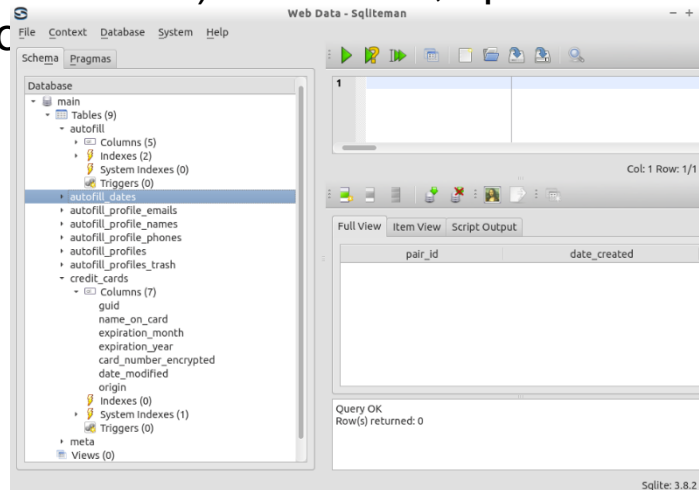 Web Data - Sqliteman
File Context Database System Help
Schema Pragmas
Database
main
Tables (9)
autofill
Columns (5)
Indexes (2)
System Indexes (0)
Triggers (0)
autofill_dates
autofill_profile_emails
autofill_profile_names
autofill_profile_phones
autofill_profiles
autofill_profiles_trash
credit_cards
Columns (7)
guid
name_on_card
expiration_month
expiration_year
card_number_encrypted
date_modified
origin
Indexes (0)
System Indexes (1)
Triggers (0)
meta
Views (0)
1
Col: 1 Row: 1/1
Full View Item View Script Output
pair_id date_created
Query OK
Row(s) returned: 0
Sqlite: 3.8.2